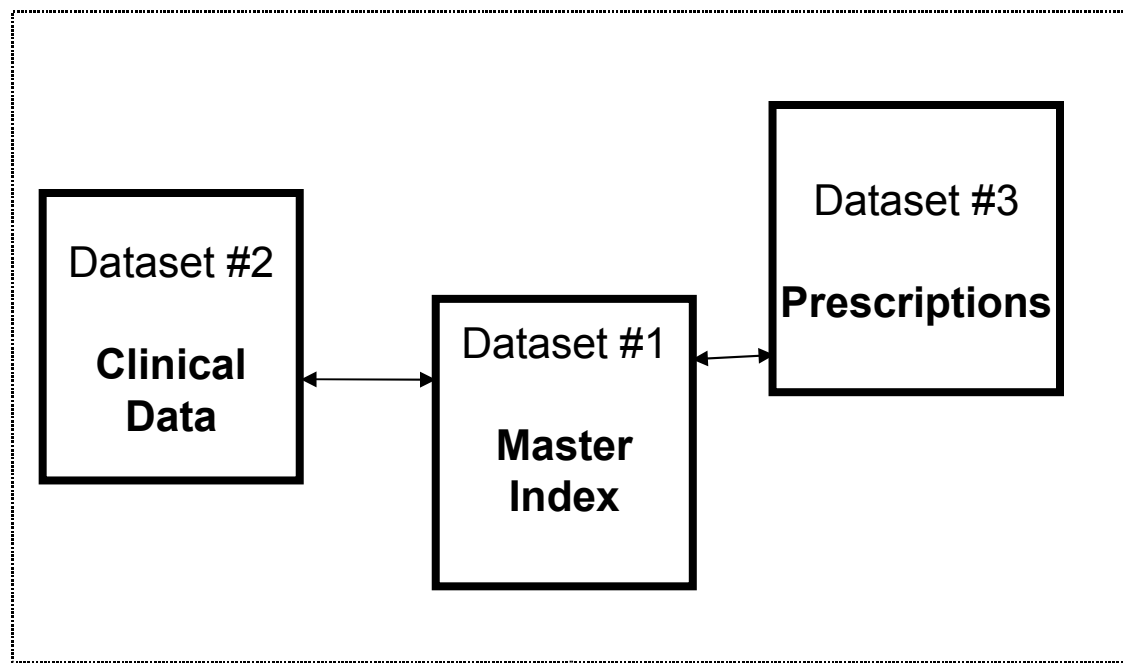 Dataset #2
Clinical
Data
Dataset #1
Master
Index
Dataset #3
Prescriptions